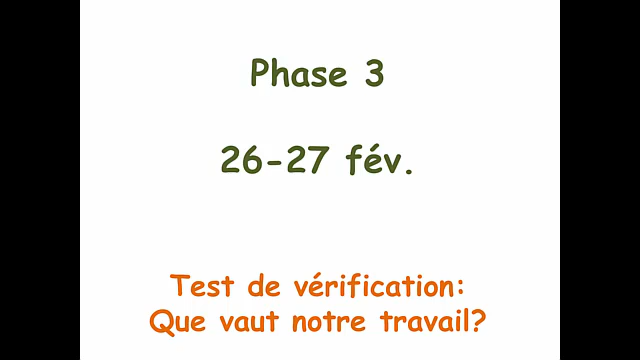 Phase 3
26-27 fév.
Test de vérification:
Que vaut notre travail?